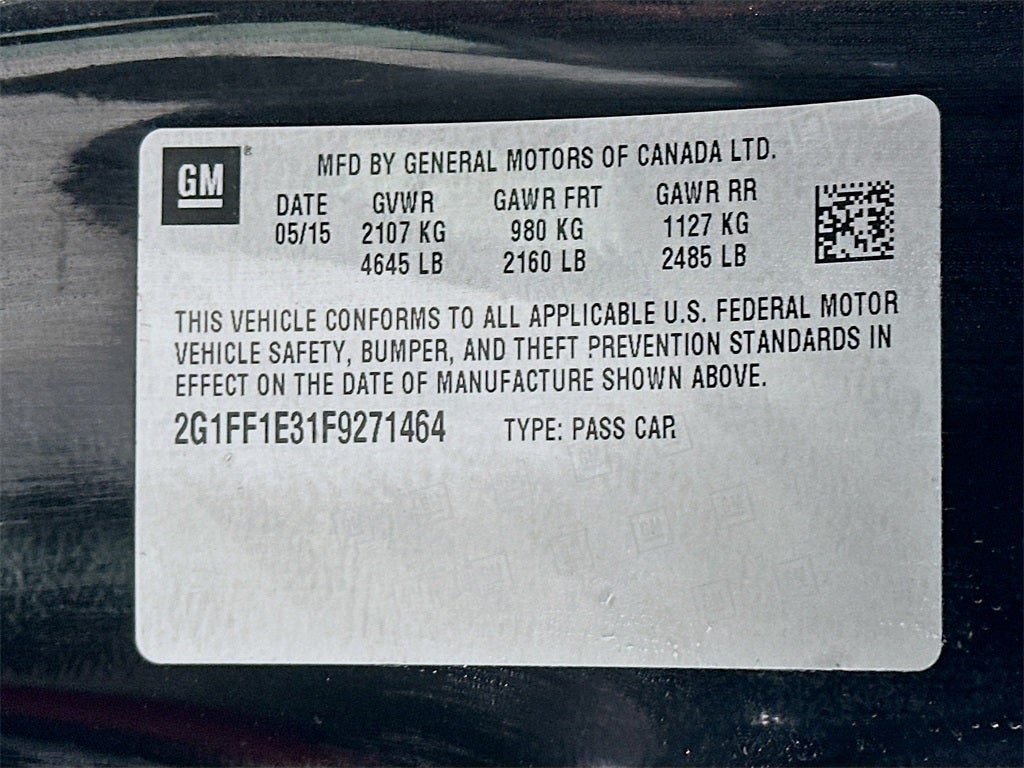 GM®
MFD BY GENERAL MOTORS OF CANADA LTD.
DATE GVWR GAWR FRT GAWR RR
05/15 2107 KG 980 KG 1127 KG
4645 LB 2160 LB 2485 LB
THIS VEHICLE CONFORMS TO ALL APPLICABLE U.S. FEDERAL MOTOR
VEHICLE SAFETY, BUMPER, AND THEFT PREVENTION STANDARDS IN
EFFECT ON THE DATE OF MANUFACTURE SHOWN ABOVE.
2G1FF1E31F9271464 TYPE: PASS CAR